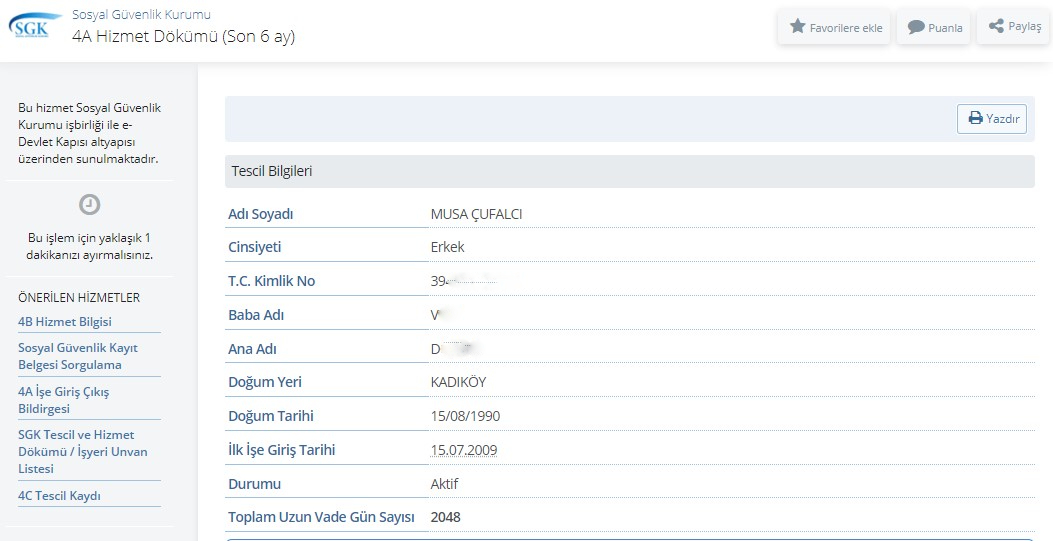 SGK
Sosyal Güvenlik Kurumu
4A Hizmet Dökümü (Son 6 ay)
Favorilere ekle
Puanla
Paylaş
Bu hizmet Sosyal Güvenlik
Kurumu işbirliği ile e-
Devlet Kapısı altyapısı
üzerinden sunulmaktadır.
Bu işlem için yaklaşık 1
dakikanızı ayırmalısınız.
ÖNERİLEN HİZMETLER
4B Hizmet Bilgisi
Sosyal Güvenlik Kayıt
Belgesi Sorgulama
4A İşe Giriş Çıkış
Bildirgesi
SGK Tescil ve Hizmet
Dökümü / İşyeri Unvan
Listesi
4C Tescil Kaydı
Yazdır
Tescil Bilgileri
Adı Soyadı MUSA ÇUFALCI
Cinsiyeti Erkek
T.C. Kimlik No 39
Baba Adı V
Ana Adı D
Doğum Yeri KADIKÖY
Doğum Tarihi 15/08/1990
İlk İşe Giriş Tarihi 15.07.2009
Durumu Aktif
Toplam Uzun Vade Gün Sayısı 2048